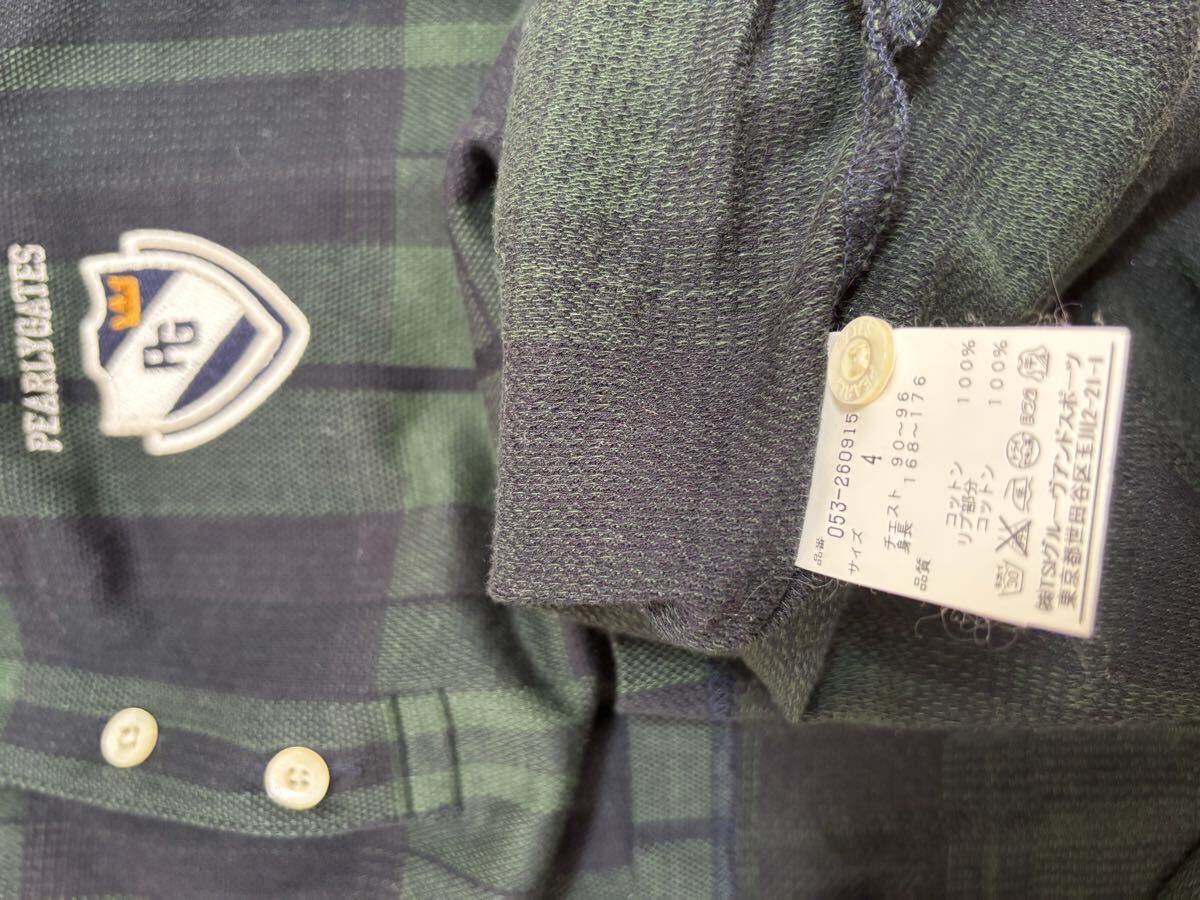 PEARLYGATES
PG
品番
053-260915
サイズ
4
チェスト 90~96
身長 168~176
品質
コットン 100%
リブ部分
コットン 100%
30
㈱TSIグルーヴアンドスポーツ
東京都世田谷区玉川2-21-1